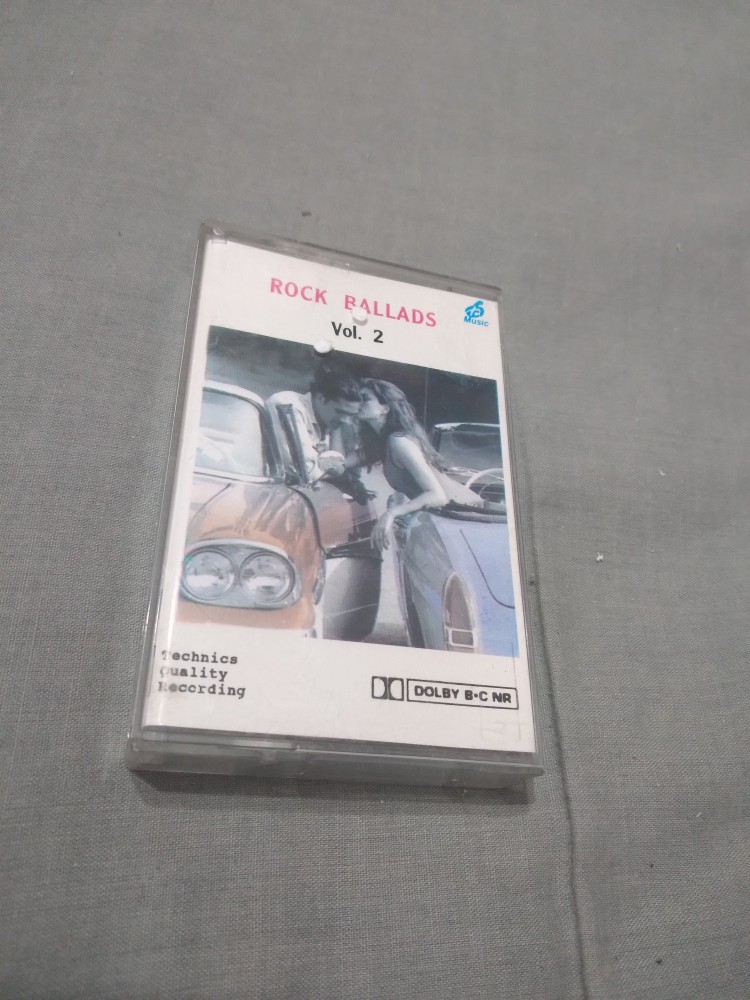 ROCK BALLADS
Music
Vol. 2
Technics
Quality
Recording
DOLBY B•C NR